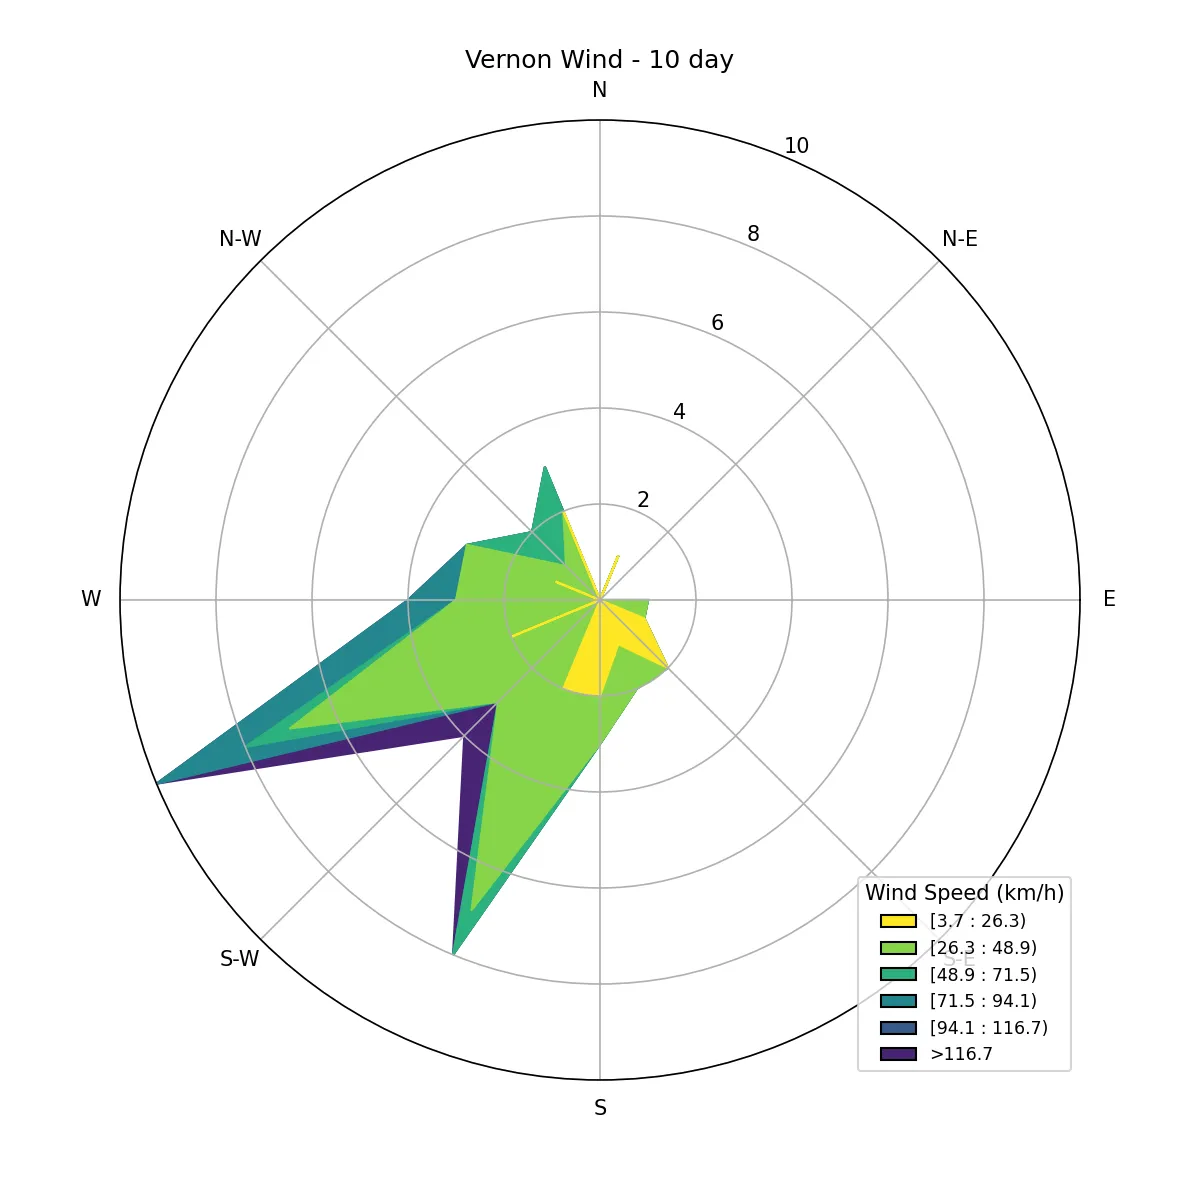 Vernon Wind - 10 day
N
10
N-W
N-E
8
6
4
2
W
E
S-W
S-E
Wind Speed (km/h)
[3.7 : 26.3)
[26.3 : 48.9)
[48.9 : 71.5)
[71.5 : 94.1)
[94.1 : 116.7)
>116.7
S